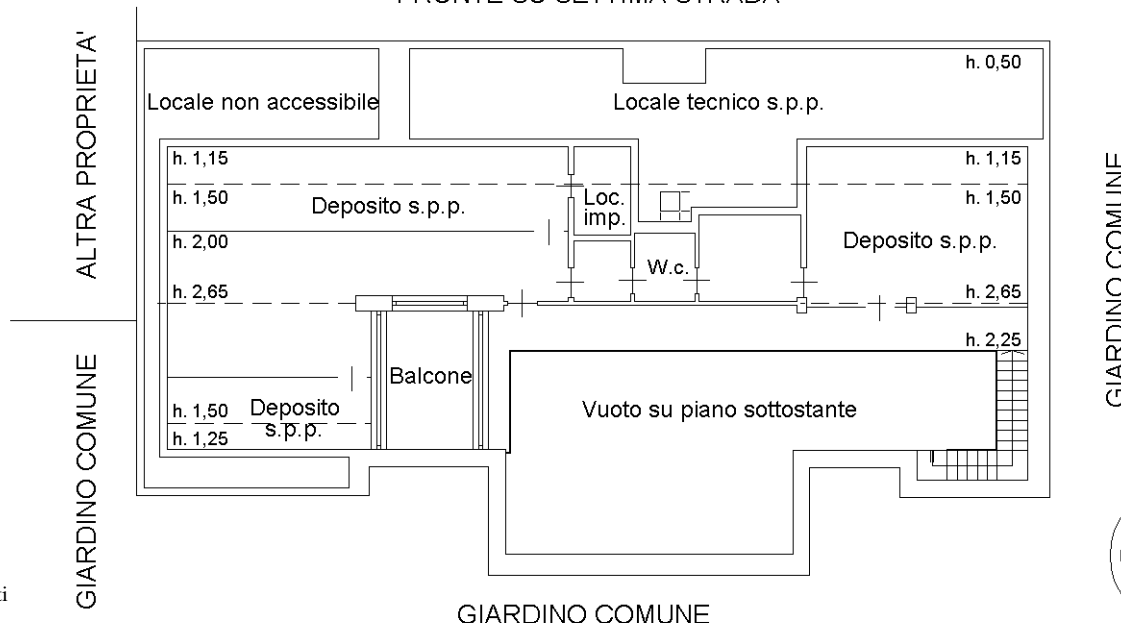 FRONTE SU SETTIMA STRADA
ALTRA PROPRIETA'
h. 0,50
Locale non accessibile
Locale tecnico s.p.p.
h. 1,15
h. 1,15
h. 1,50
Deposito s.p.p.
Loc.
imp.
h. 1,50
h. 2,00
Deposito s.p.p.
W.c.
h. 2,65
h. 2,65
h. 2,25
GIARDINO COMUNE
Balcone
Vuoto su piano sottostante
h. 1,50
Deposito
s.p.p.
h. 1,25
GIARDINO COMUNE
GIARDINO COMUNE